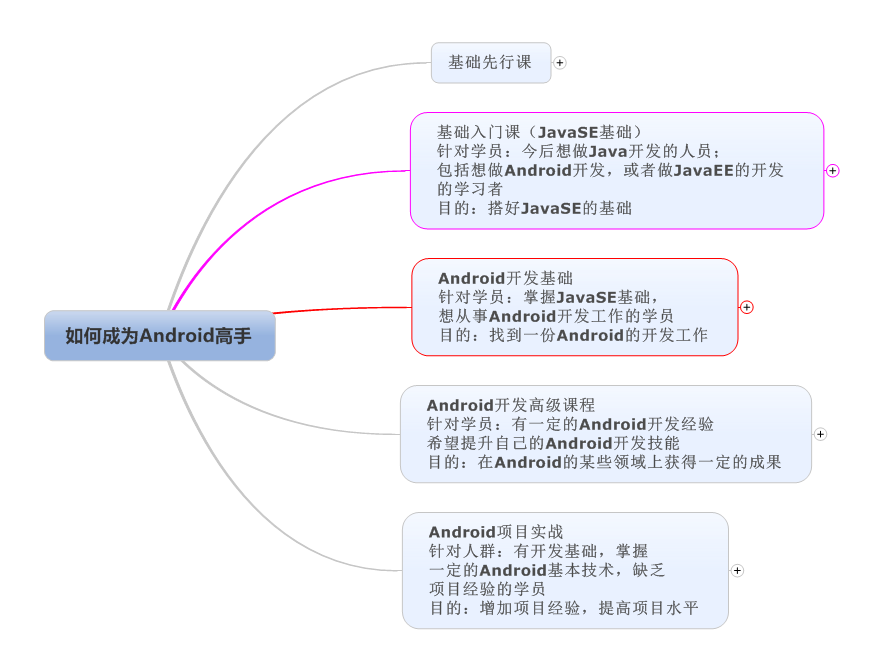 基础先行课
基础入门课（JavaSE基础）
针对学员：今后想做Java开发的人员；
包括想做Android开发，或者做JavaEE的开发
的学习者
目的：搭好JavaSE的基础
Android开发基础
针对学员：掌握JavaSE基础，
想从事Android开发工作的学员
目的：找到一份Android的开发工作
如何成为Android高手
Android开发高级课程
针对学员：有一定的Android开发经验
希望提升自己的Android开发技能
目的：在Android的某些领域上获得一定的成果
Android项目实战
针对人群：有开发基础，掌握
一定的Android基本技术，缺乏
项目经验的学员
目的：增加项目经验，提高项目水平